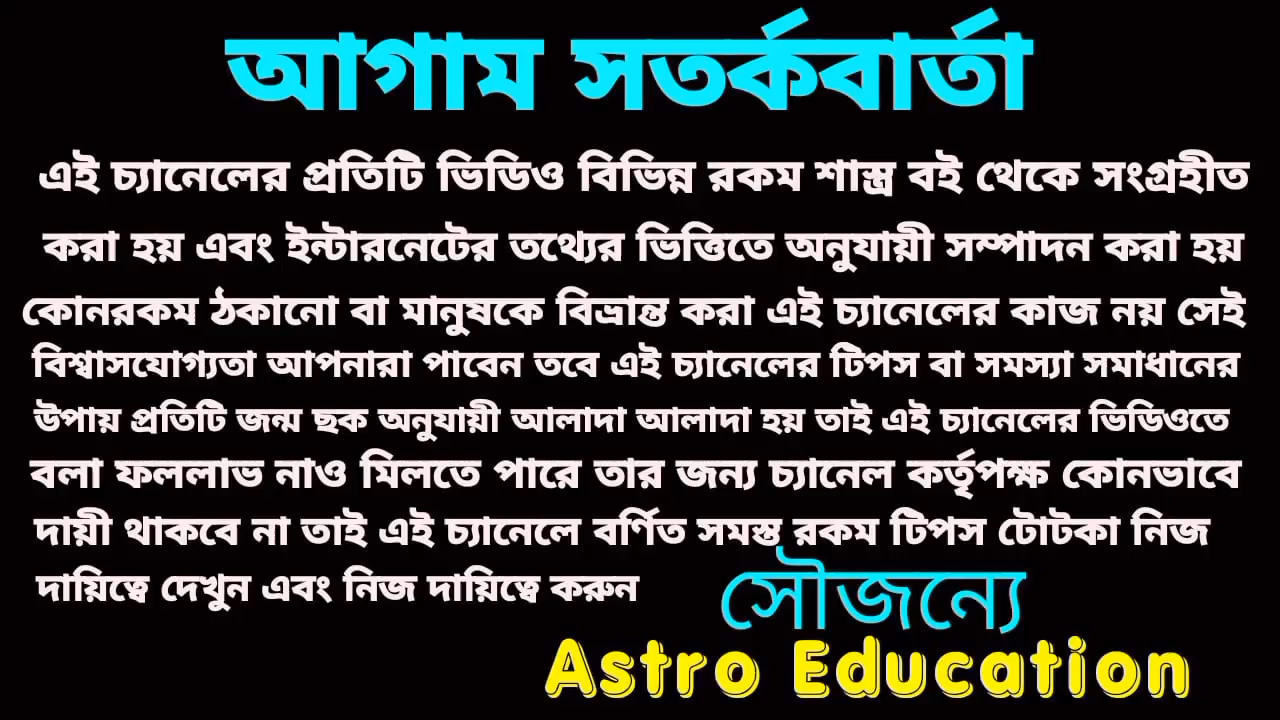 আগাম সতর্কবার্তা
এই চ্যানেলের প্রতিটি ভিডিও বিভিন্ন রকম শাস্ত্র বই থেকে সংগ্রহীত
করা হয় এবং ইন্টারনেটের তথ্যের ভিত্তিতে অনুযায়ী সম্পাদন করা হয়
কোনরকম ঠকানো বা মানুষকে বিভ্রান্ত করা এই চ্যানেলের কাজ নয় সেই
বিশ্বাসযোগ্যতা আপনারা পাবেন তবে এই চ্যানেলের টিপস বা সমস্যা সমাধানের
উপায় প্রতিটি জন্ম ছক অনুযায়ী আলাদা আলাদা হয় তাই এই চ্যানেলের ভিডিওতে
বলা ফললাভ নাও মিলতে পারে তার জন্য চ্যানেল কর্তৃপক্ষ কোনভাবে
দায়ী থাকবে না তাই এই চ্যানেলে বর্ণিত সমস্ত রকম টিপস টোটকা নিজ
দায়িত্বে দেখুন এবং নিজ দায়িত্বে করুন
সৌজন্যে
Astro Education